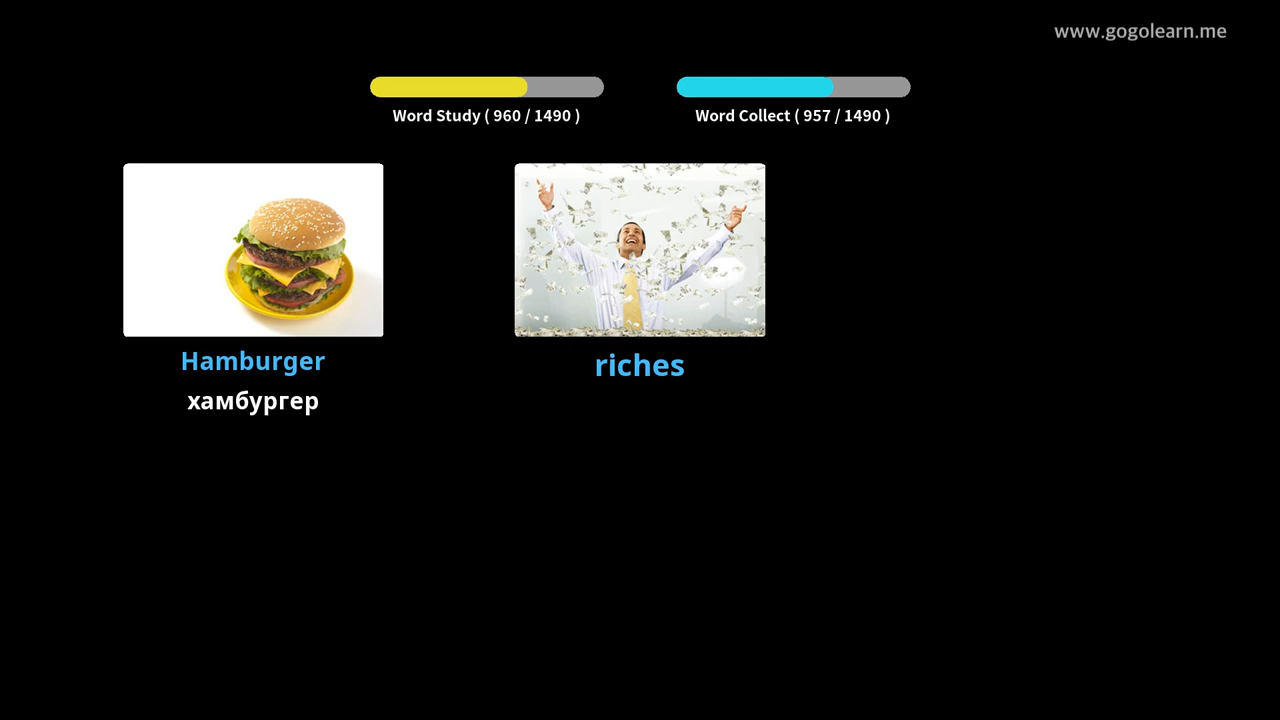 www.gogolearn.me
Word Study ( 960 / 1490 )
Word Collect ( 957 / 1490 )
Hamburger
хамбургер
riches